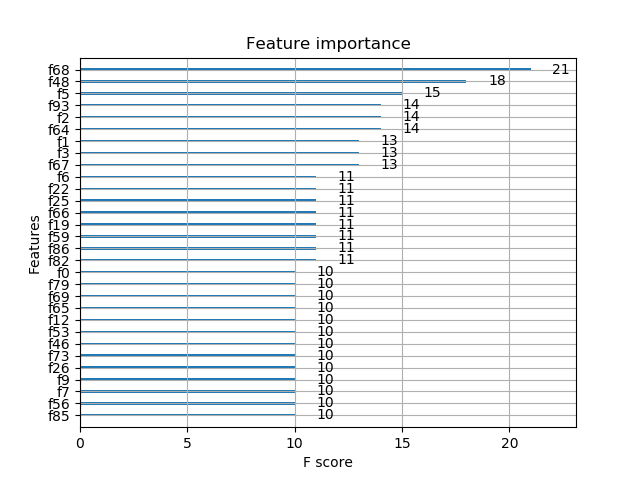 Feature importance
f68 21
f48 18
f5 15
f93 14
f2 14
f64 14
f1 13
f3 13
f67 13
f6 11
f22 11
f25 11
f66 11
f19 11
f59 11
f86 11
f82 11
f0 10
f79 10
f69 10
f65 10
f12 10
f53 10
f46 10
f73 10
f26 10
f9 10
f7 10
f56 10
f85 10
Features
0 5 10 15 20
F score